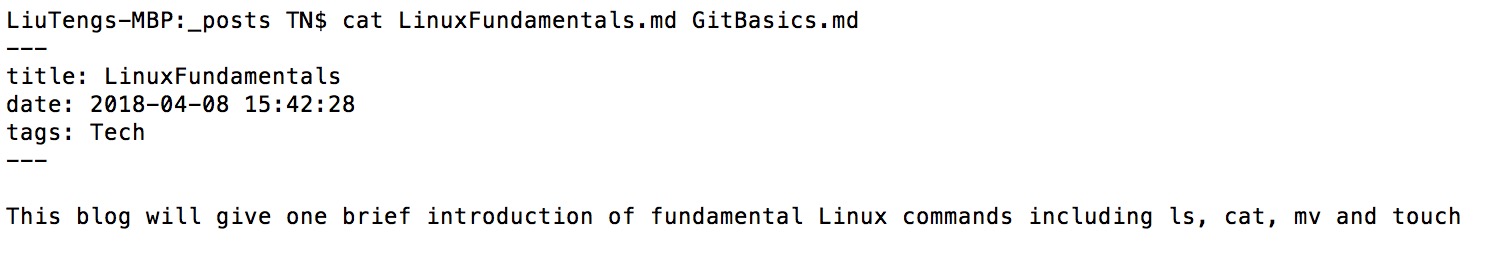 LiuTengs-MBP:_posts TN$ cat LinuxFundamentals.md GitBasics.md
---
title: LinuxFundamentals
date: 2018-04-08 15:42:28
tags: Tech
---
This blog will give one brief introduction of fundamental Linux commands including ls, cat, mv and touch